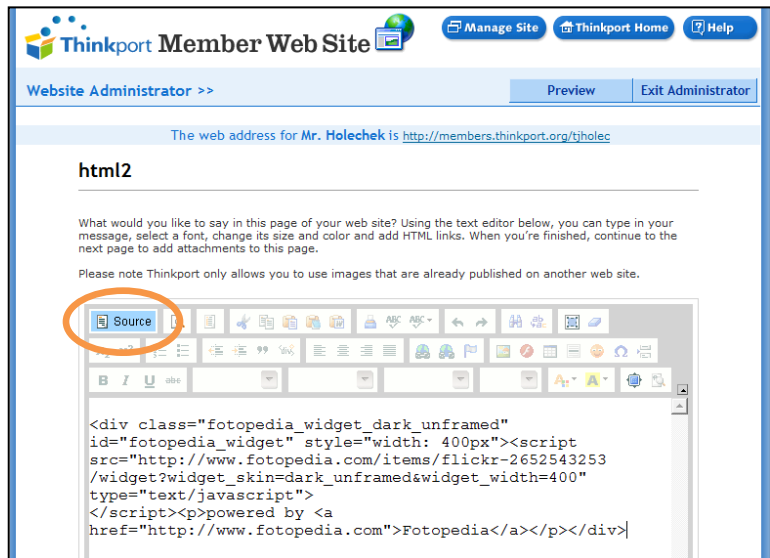 Thinkport Member Web Site
Manage Site
Thinkport Home
Help
Website Administrator >>
Preview
Exit Administrator
The web address for Mr. Holechek is http://members.thinkport.org/tjholec
html2
What would you like to say in this page of your web site? Using the text editor below, you can type in your
message, select a font, change its size and color and add HTML links. When you're finished, continue to the
next page to add attachments to this page.
Please note Thinkport only allows you to use images that are already published on another web site.
Source
ABC ABC
B I U abc
<div class="fotopedia_widget_dark_unframed"
id="fotopedia_widget" style="width: 400px"><script
src="http://www.fotopedia.com/items/flickr-2652543253
/widget?widget_skin=dark_unframed&widget_width=400"
type="text/javascript">
</script><p>powered by <a
href="http://www.fotopedia.com">Fotopedia</a></p></div>